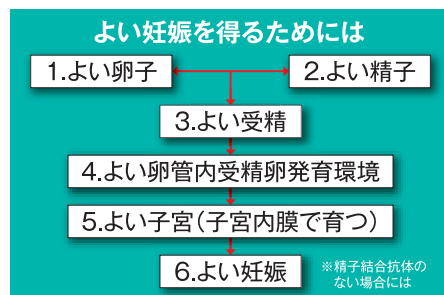 よい妊娠を得るためには
1.よい卵子
2.よい精子
3.よい受精
4.よい卵管内受精卵発育環境
5.よい子宮(子宮内膜で育つ)
6.よい妊娠
※精子結合抗体の
ない場合には